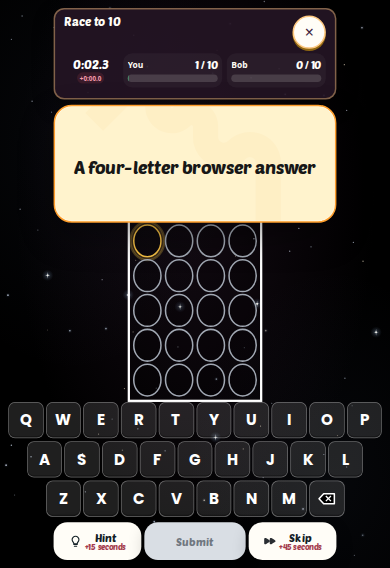 Race to 10
×
0:02.3
+0:00.0
You 1 / 10
Bob 0 / 10
A four-letter browser answer
Q W E R T Y U I O P
A S D F G H J K L
Z X C V B N M
Hint
+15 seconds
Submit
Skip
+45 seconds